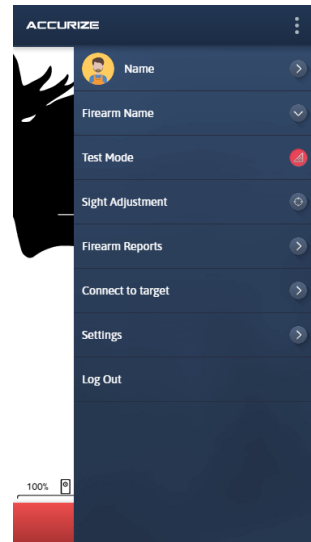 ACCURIZE
Name
Firearm Name
Test Mode
Sight Adjustment
Firearm Reports
Connect to target
Settings
Log Out
100%